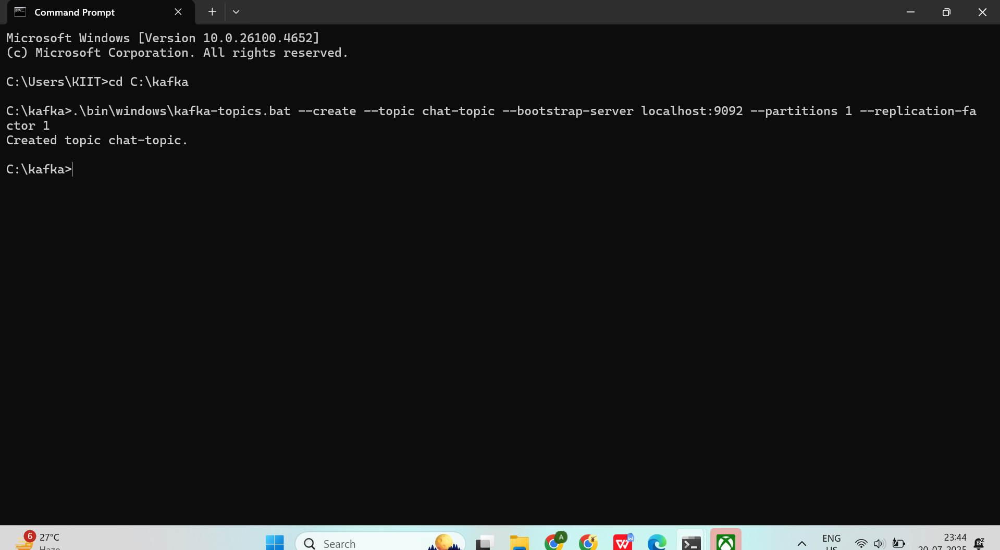 Command Prompt
Microsoft Windows [Version 10.0.26100.4652]
(c) Microsoft Corporation. All rights reserved.
C:\Users\KIIT>cd C:\kafka
C:\kafka>.\bin\windows\kafka-topics.bat --create --topic chat-topic --bootstrap-server localhost:9092 --partitions 1 --replication-fa
ctor 1
Created topic chat-topic.
C:\kafka>
6
27°C
Haze
Search
A
ENG
US
23:44
20-07-2025